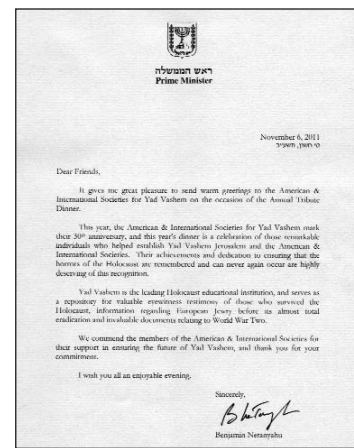 ראש הממשלה
Prime Minister
November 6, 2011
ט' חשון, תשע"ב
Dear Friends,
It gives me great pleasure to send warm greetings to the American &
International Societies for Yad Vashem on the occasion of the Annual Tribute
Dinner.
This year, the American & International Societies for Yad Vashem mark
their 30th anniversary, and this year's dinner is a celebration of those remarkable
individuals who helped establish Yad Vashem Jerusalem and the American &
International Societies. Their achievements and dedication to ensuring that the
horrors of the Holocaust are remembered and can never again occur are highly
deserving of this recognition.
Yad Vashem is the leading Holocaust educational institution, and serves as
a repository for valuable eyewitness testimony of those who survived the
Holocaust, information regarding European Jewry before its almost total
eradication and invaluable documents relating to World War Two.
We commend the members of the American & International Societies for
their support in ensuring the future of Yad Vashem, and thank you for your
commitment.
I wish you all an enjoyable evening.
Sincerely,
Benjamin Netanyahu